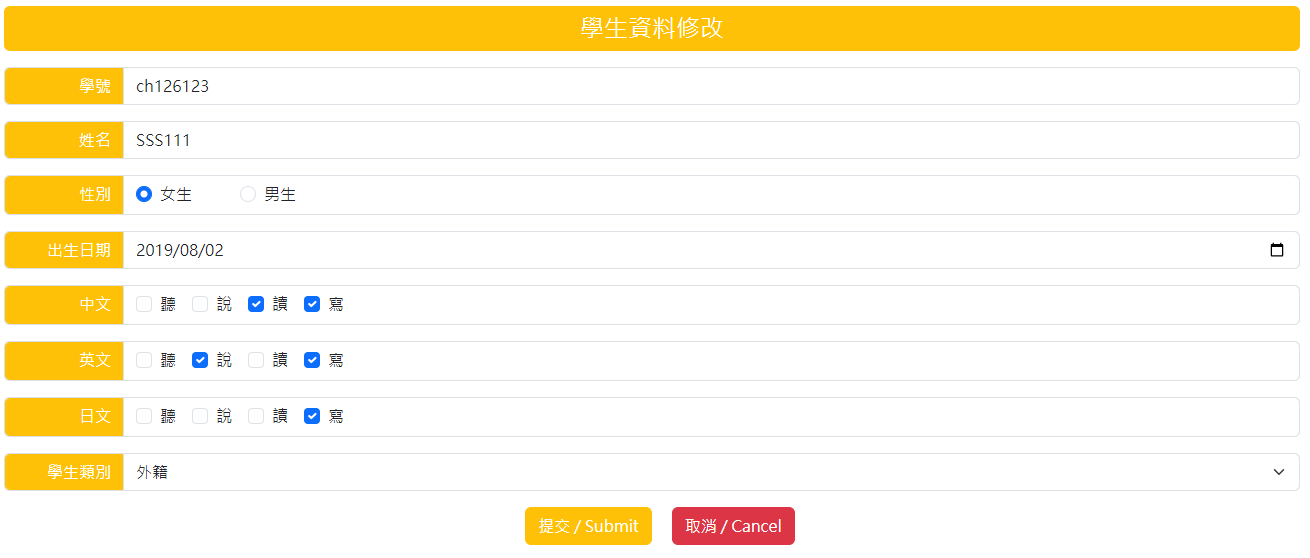 學生資料修改
學號 ch126123
姓名 SSS111
性別 女生 男生
出生日期 2019/08/02
中文 聽 說 讀 寫
英文 聽 說 讀 寫
日文 聽 說 讀 寫
學生類別 外籍
提交 / Submit 取消 / Cancel